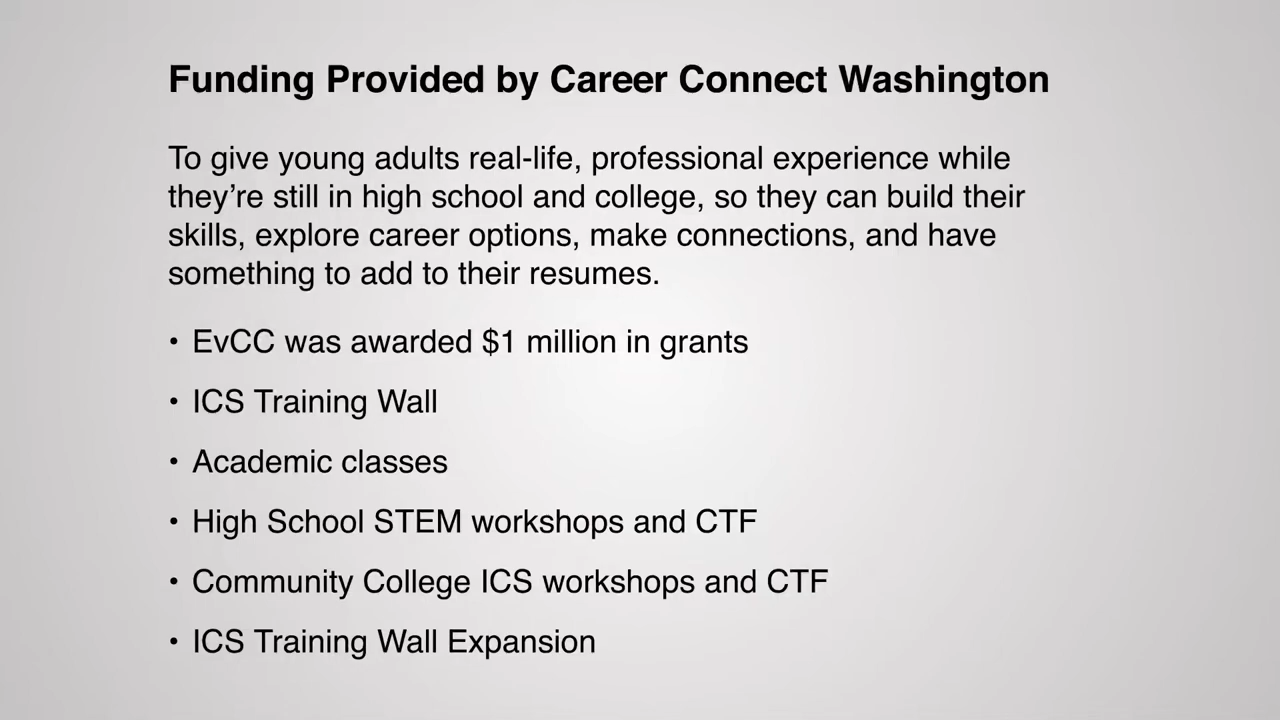 Funding Provided by Career Connect Washington
To give young adults real-life, professional experience while
they’re still in high school and college, so they can build their
skills, explore career options, make connections, and have
something to add to their resumes.
• EvCC was awarded $1 million in grants
• ICS Training Wall
• Academic classes
• High School STEM workshops and CTF
• Community College ICS workshops and CTF
• ICS Training Wall Expansion